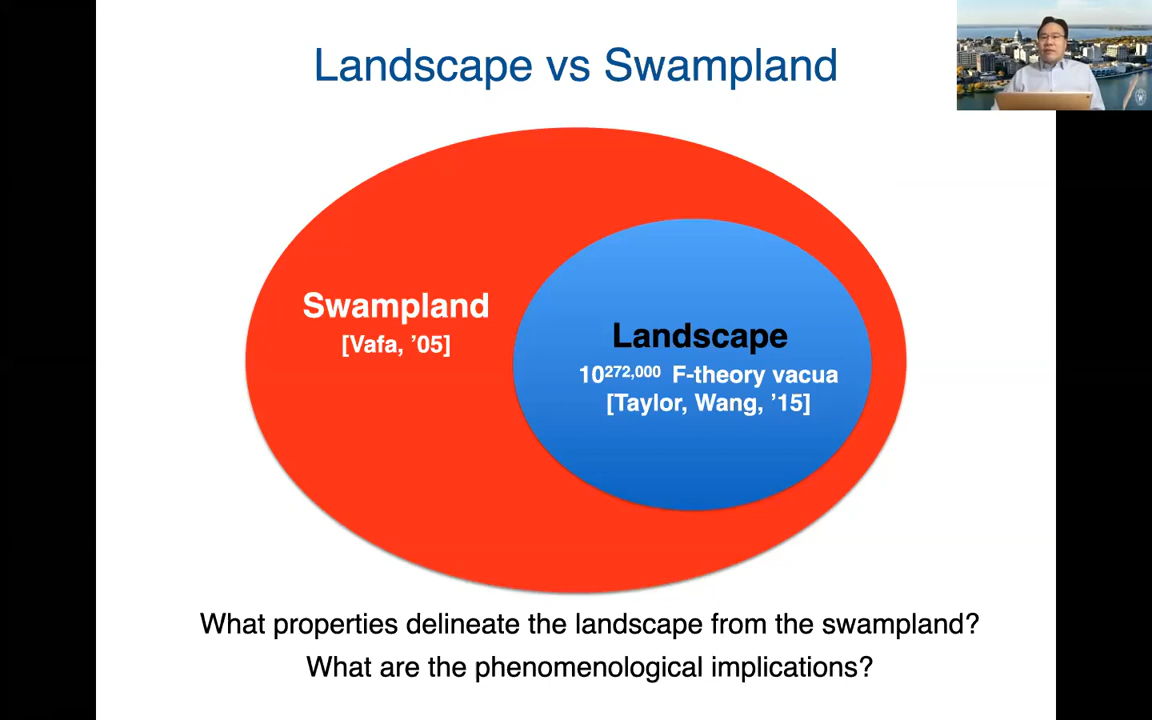 Landscape vs Swampland
Swampland
[Vafa, ’05]
Landscape
10²⁷²,⁰⁰⁰ F-theory vacua
[Taylor, Wang, ’15]
What properties delineate the landscape from the swampland?
What are the phenomenological implications?